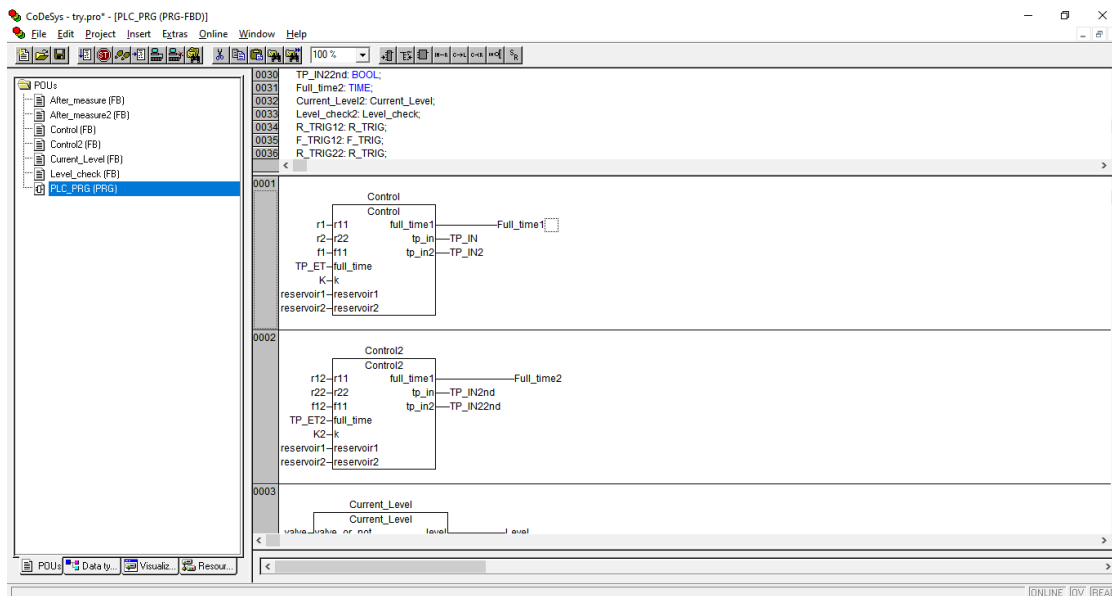 CoDeSys - try.pro* - [PLC_PRG (PRG-FBD)]
File Edit Project Insert Extras Online Window Help
100 %
POUs
After_measure (FB)
After_measure2 (FB)
Control (FB)
Control2 (FB)
Current_Level (FB)
Level_check (FB)
PLC_PRG (PRG)
POUs Data ty... Visualiz... Resour...
0030 TP_IN22nd: BOOL;
0031 Full_time2: TIME;
0032 Current_Level2: Current_Level;
0033 Level_check2: Level_check;
0034 R_TRIG12: R_TRIG;
0035 F_TRIG12: F_TRIG;
0036 R_TRIG22: R_TRIG;
0001
Control
Control
r1 r11 full_time1 Full_time1
r2 r22 tp_in TP_IN
f1 f11 tp_in2 TP_IN2
TP_ET full_time
K k
reservoir1 reservoir1
reservoir2 reservoir2
0002
Control2
Control2
r12 r11 full_time1 Full_time2
r22 r22 tp_in TP_IN2nd
f12 f11 tp_in2 TP_IN22nd
TP_ET2 full_time
K2 k
reservoir1 reservoir1
reservoir2 reservoir2
0003
Current_Level
Current_Level
valve valve_or_not level Level
ONLINE OV READ